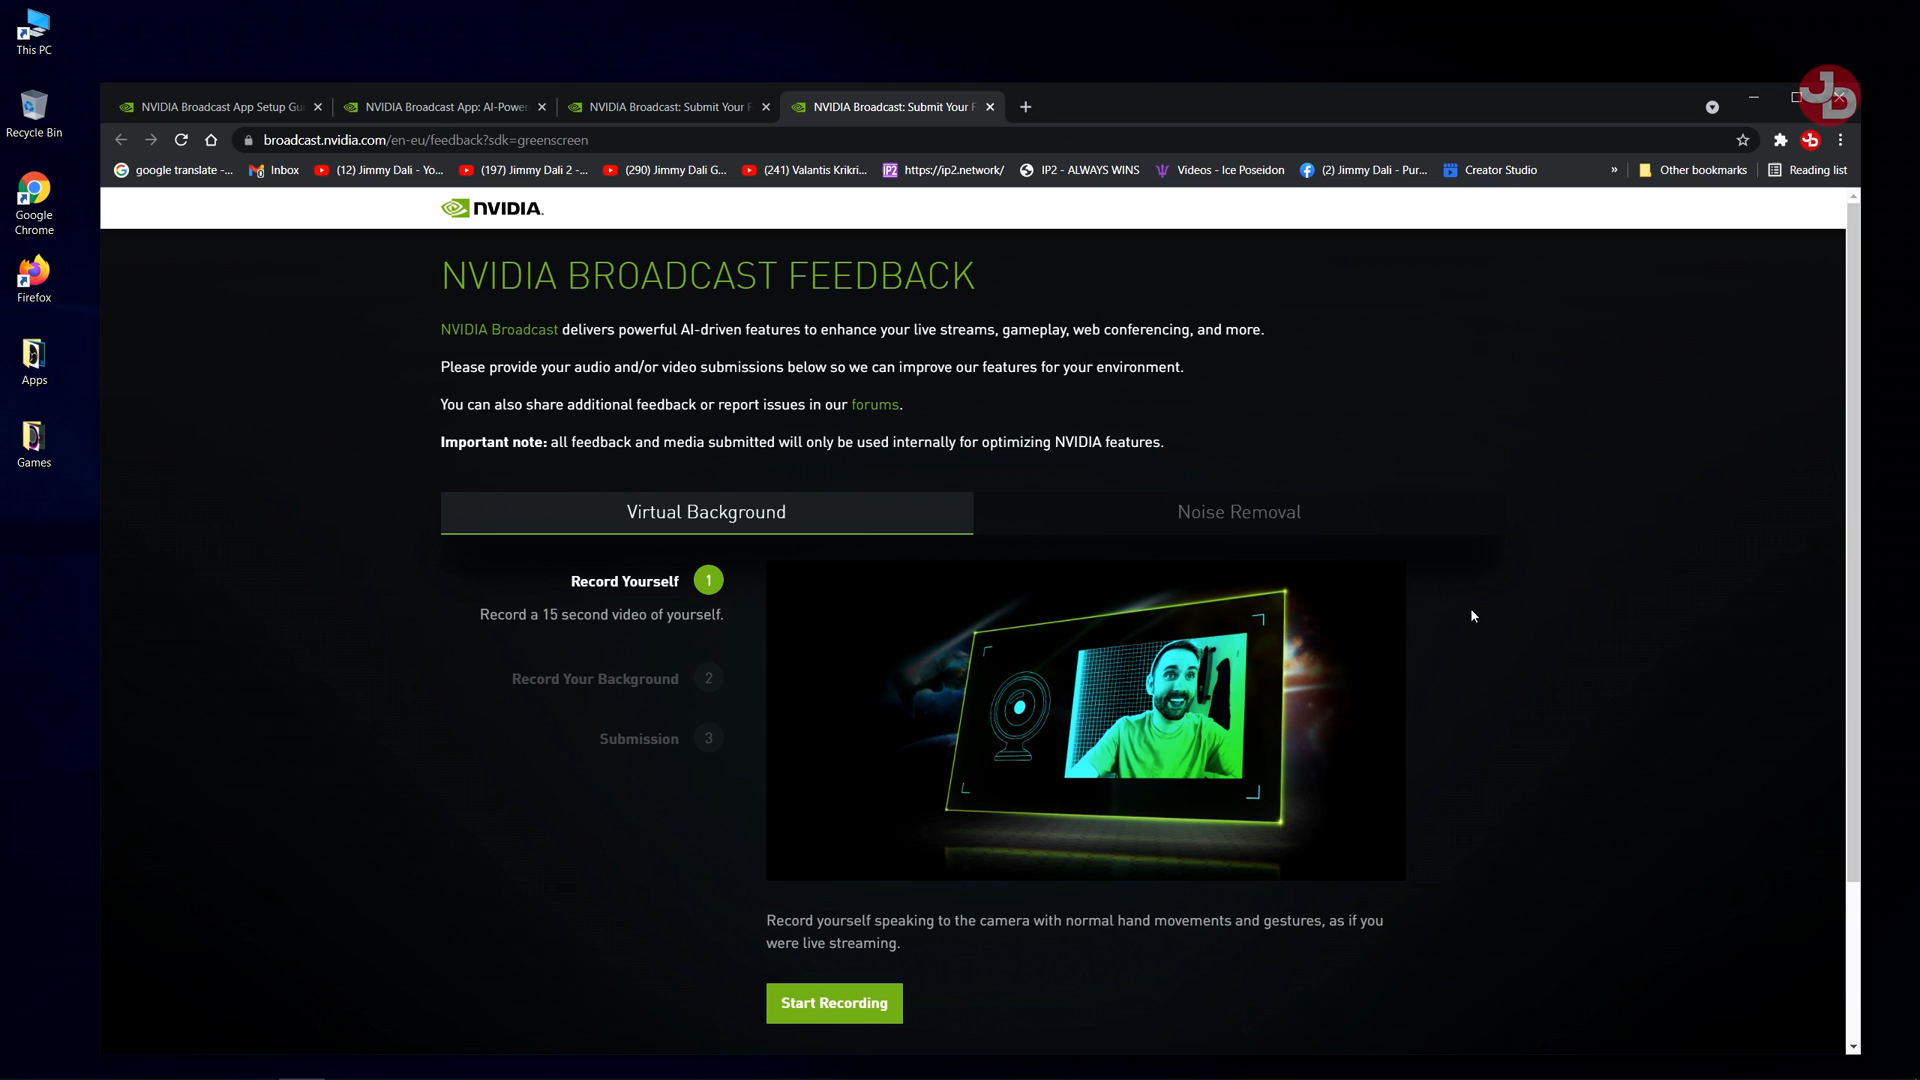 This PC
Recycle Bin
Google
Chrome
Firefox
Apps
Games
NVIDIA Broadcast App Setup Gu
NVIDIA Broadcast App: AI-Power
NVIDIA Broadcast: Submit Your F
NVIDIA Broadcast: Submit Your F
JD
broadcast.nvidia.com/en-eu/feedback?sdk=greenscreen
google translate -...
Inbox
(12) Jimmy Dali - Yo...
(197) Jimmy Dali 2 -...
(290) Jimmy Dali G...
(241) Valantis Krikri...
IP2 https://ip2.network/
IP2 - ALWAYS WINS
Videos - Ice Poseidon
(2) Jimmy Dali - Pur...
Creator Studio
»
Other bookmarks
Reading list
NVIDIA.
NVIDIA BROADCAST FEEDBACK
NVIDIA Broadcast delivers powerful AI-driven features to enhance your live streams, gameplay, web conferencing, and more.
Please provide your audio and/or video submissions below so we can improve our features for your environment.
You can also share additional feedback or report issues in our forums.
Important note: all feedback and media submitted will only be used internally for optimizing NVIDIA features.
Virtual Background
Noise Removal
Record Yourself 1
Record a 15 second video of yourself.
Record Your Background 2
Submission 3
Record yourself speaking to the camera with normal hand movements and gestures, as if you
were live streaming.
Start Recording